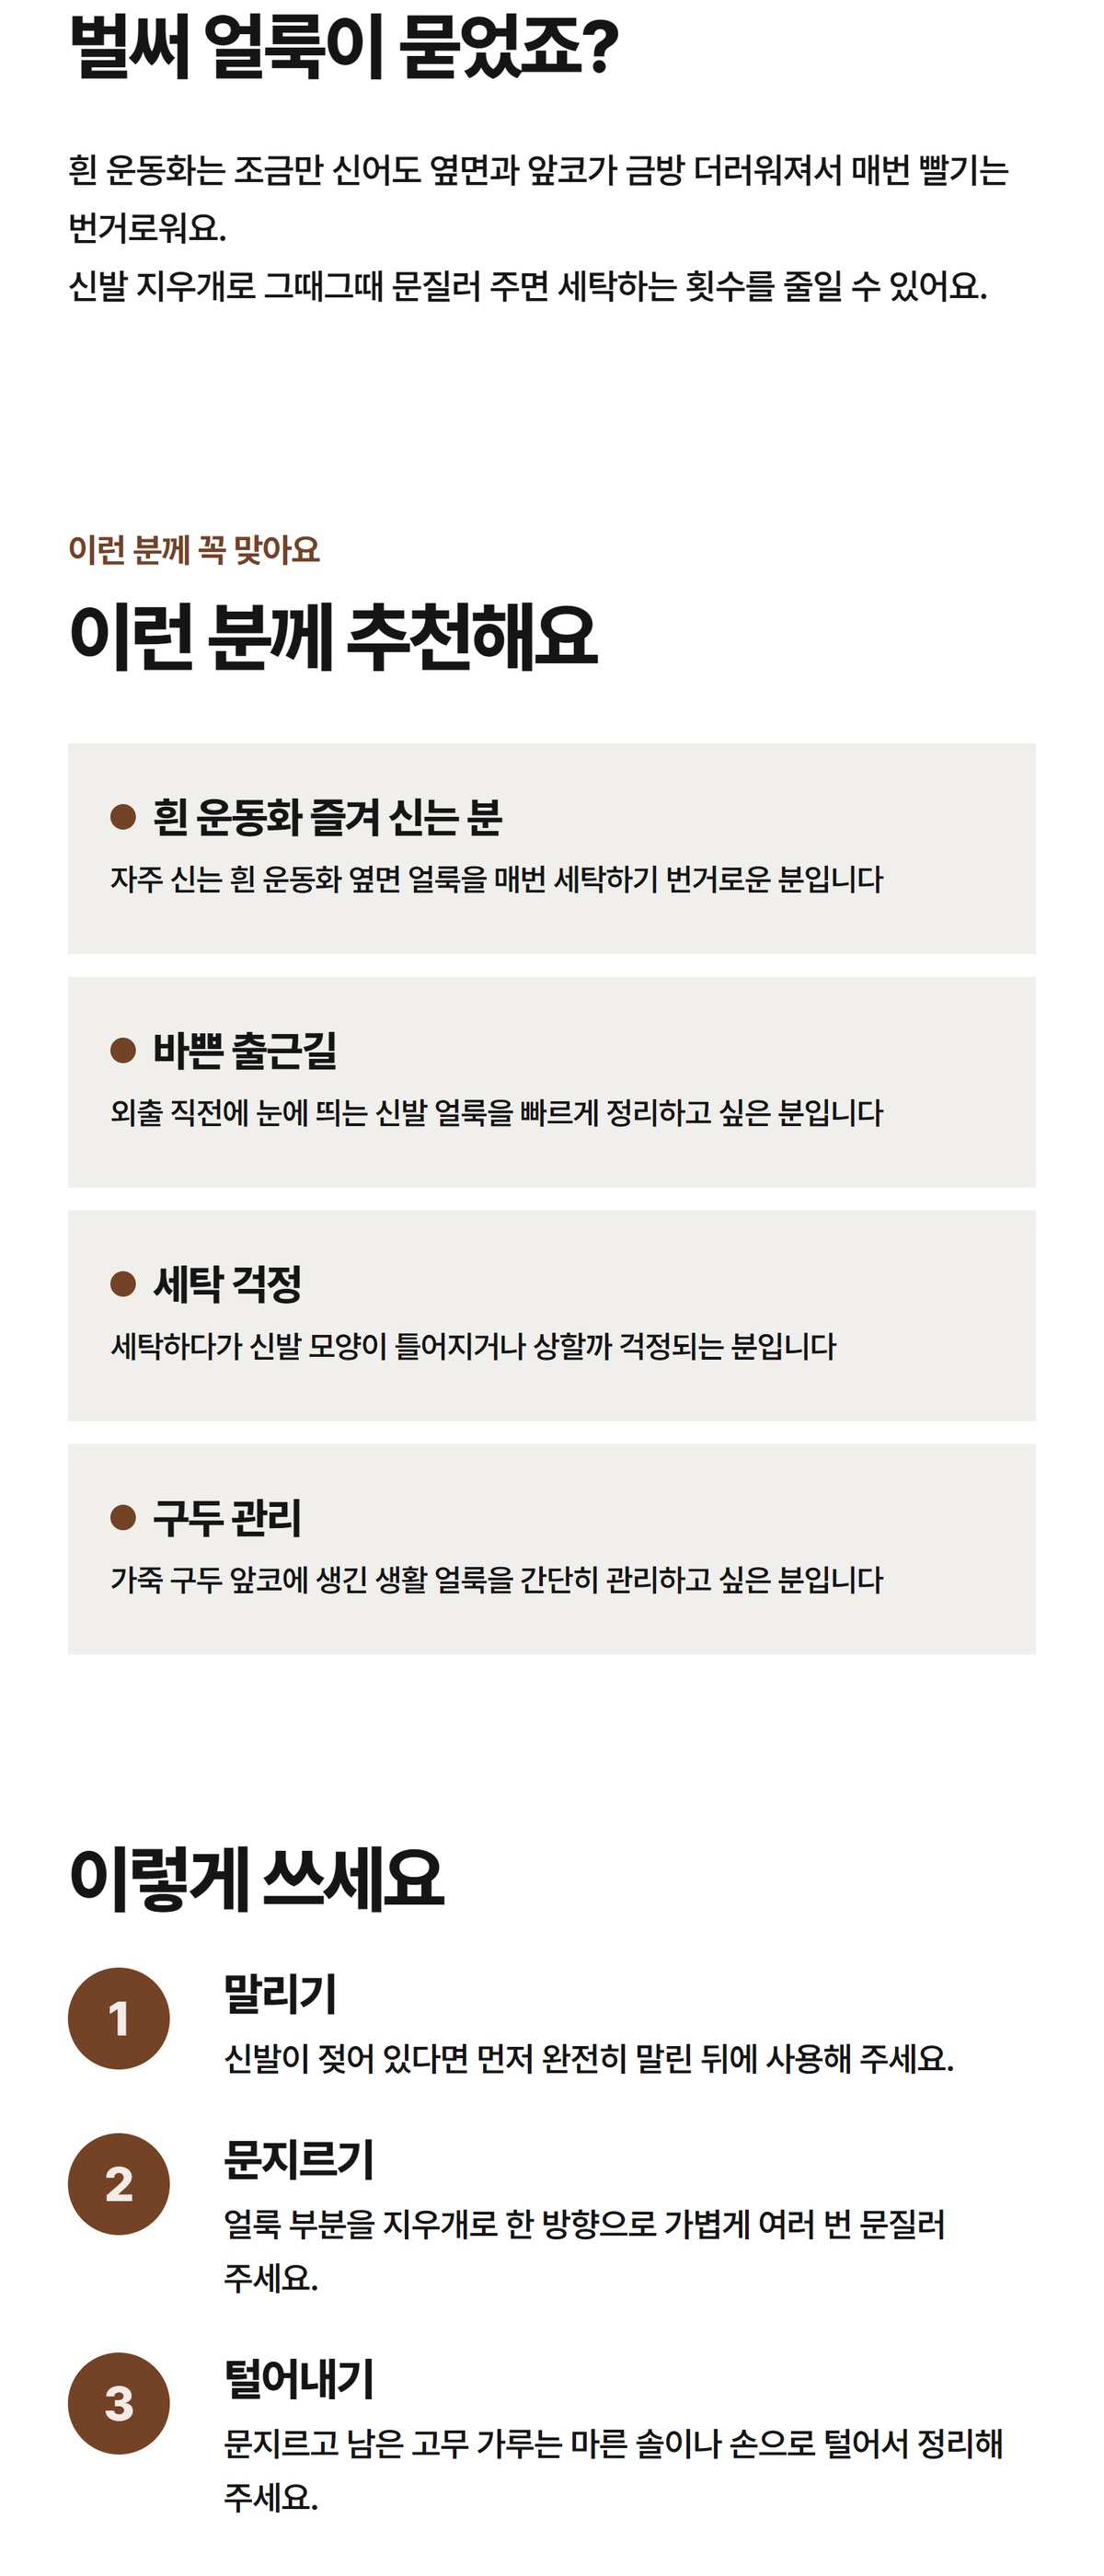 벌써 얼룩이 묻었죠?
흰 운동화는 조금만 신어도 옆면과 앞코가 금방 더러워져서 매번 빨기는
번거로워요.
신발 지우개로 그때그때 문질러 주면 세탁하는 횟수를 줄일 수 있어요.
이런 분께 꼭 맞아요
이런 분께 추천해요
흰 운동화 즐겨 신는 분
자주 신는 흰 운동화 옆면 얼룩을 매번 세탁하기 번거로운 분입니다
바쁜 출근길
외출 직전에 눈에 띄는 신발 얼룩을 빠르게 정리하고 싶은 분입니다
세탁 걱정
세탁하다가 신발 모양이 틀어지거나 상할까 걱정되는 분입니다
구두 관리
가죽 구두 앞코에 생긴 생활 얼룩을 간단히 관리하고 싶은 분입니다
이렇게 쓰세요
1
말리기
신발이 젖어 있다면 먼저 완전히 말린 뒤에 사용해 주세요.
2
문지르기
얼룩 부분을 지우개로 한 방향으로 가볍게 여러 번 문질러
주세요.
3
털어내기
문지르고 남은 고무 가루는 마른 솔이나 손으로 털어서 정리해
주세요.